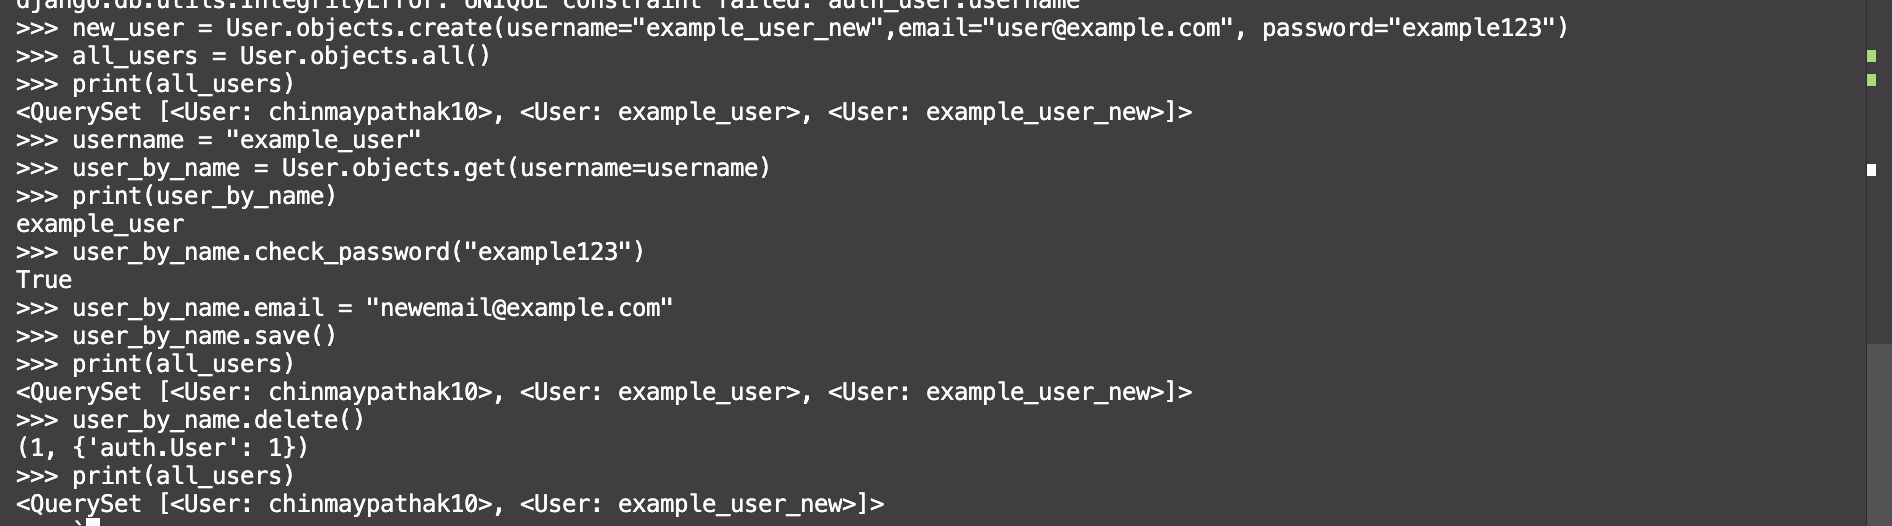 django.db.utils.IntegrityError: UNIQUE constraint failed: auth_user.username
>>> new_user = User.objects.create(username="example_user_new",email="user@example.com", password="example123")
>>> all_users = User.objects.all()
>>> print(all_users)
<QuerySet [<User: chinmaypathak10>, <User: example_user>, <User: example_user_new>]>
>>> username = "example_user"
>>> user_by_name = User.objects.get(username=username)
>>> print(user_by_name)
example_user
>>> user_by_name.check_password("example123")
True
>>> user_by_name.email = "newemail@example.com"
>>> user_by_name.save()
>>> print(all_users)
<QuerySet [<User: chinmaypathak10>, <User: example_user>, <User: example_user_new>]>
>>> user_by_name.delete()
(1, {'auth.User': 1})
>>> print(all_users)
<QuerySet [<User: chinmaypathak10>, <User: example_user_new>]>